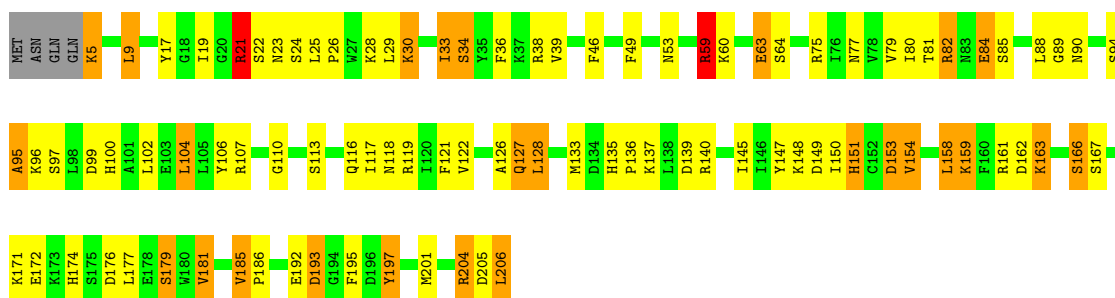 MET ASN GLN GLN K5 L9 Y17 G18 I19 G20 R21 S22 N23 S24 L25 P26 W27 K28 L29 K30 I33 S34 Y35 F36 K37 R38 V39 F46 F49 N53 R59 K60 E63 S64 R75 I76 N77 V78 V79 I80 T81 R82 N83 E84 S85 L88 G89 N90 S94
A95 K96 S97 L98 D99 H100 A101 L102 E103 L104 L105 Y106 R107 G110 S113 Q116 I117 N118 R119 I120 F121 V122 A126 Q127 L128 M133 D134 H135 P136 K137 L138 D139 R140 I145 I146 Y147 K148 D149 I150 H151 C152 D153 V154 L158 K159 F160 R161 D162 K163 S166 S167
K171 E172 K173 H174 S175 D176 L177 E178 S179 W180 V181 V185 P186 E192 D193 G194 F195 D196 Y197 M201 R204 D205 L206